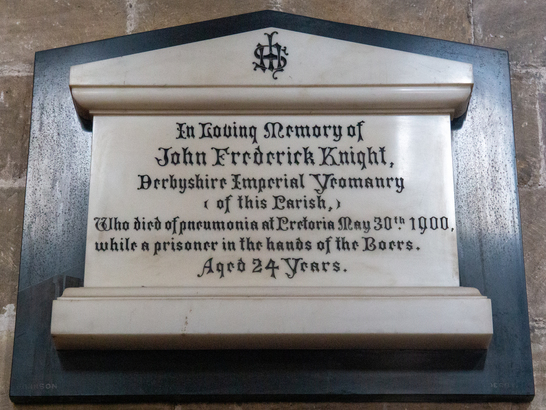 IHS
In Loving Memory of
John Frederick Knight,
Derbyshire Imperial Yeomanry
( of this Parish, )
Who died of pneumonia at Pretoria May 30th 1900,
while a prisoner in the hands of the Boers.
Aged 24 Years.